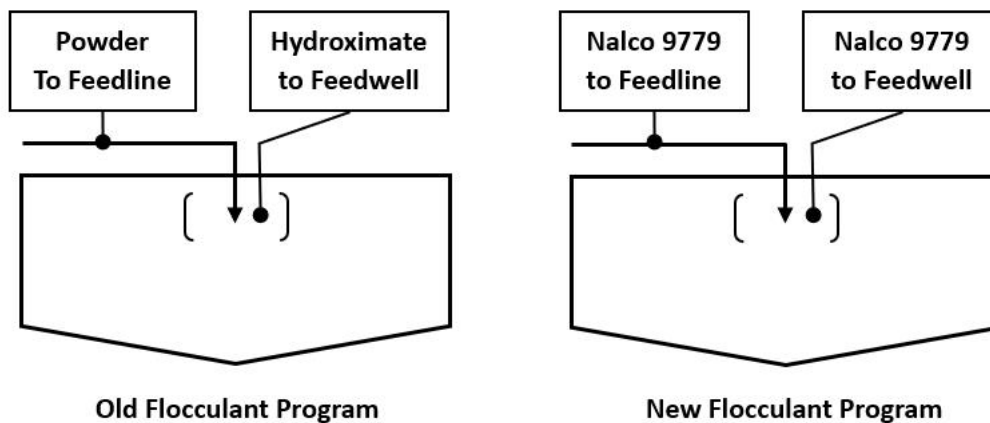 Powder
To Feedline
Hydroximate
to Feedwell
Nalco 9779
to Feedline
Nalco 9779
to Feedwell
Old Flocculant Program
New Flocculant Program